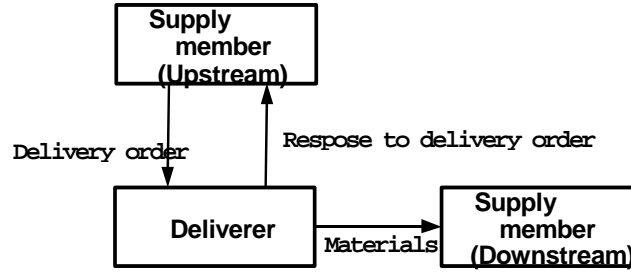 Supply
member
(Upstream)
Delivery order
Respose to delivery order
Deliverer
Materials
Supply
member
(Downstream)